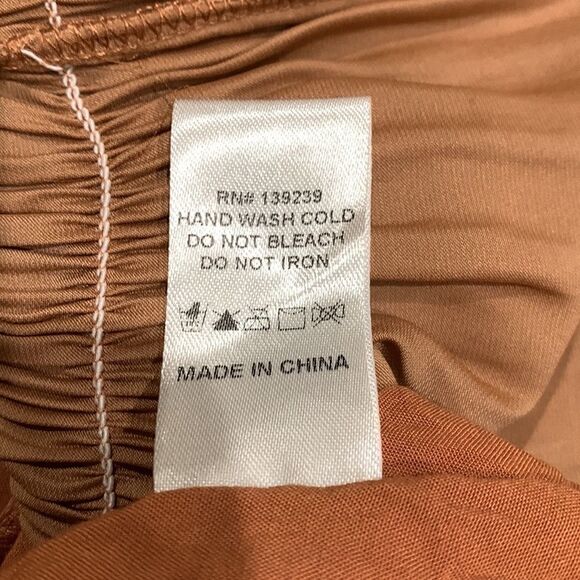 RN# 139239
HAND WASH COLD
DO NOT BLEACH
DO NOT IRON
MADE IN CHINA